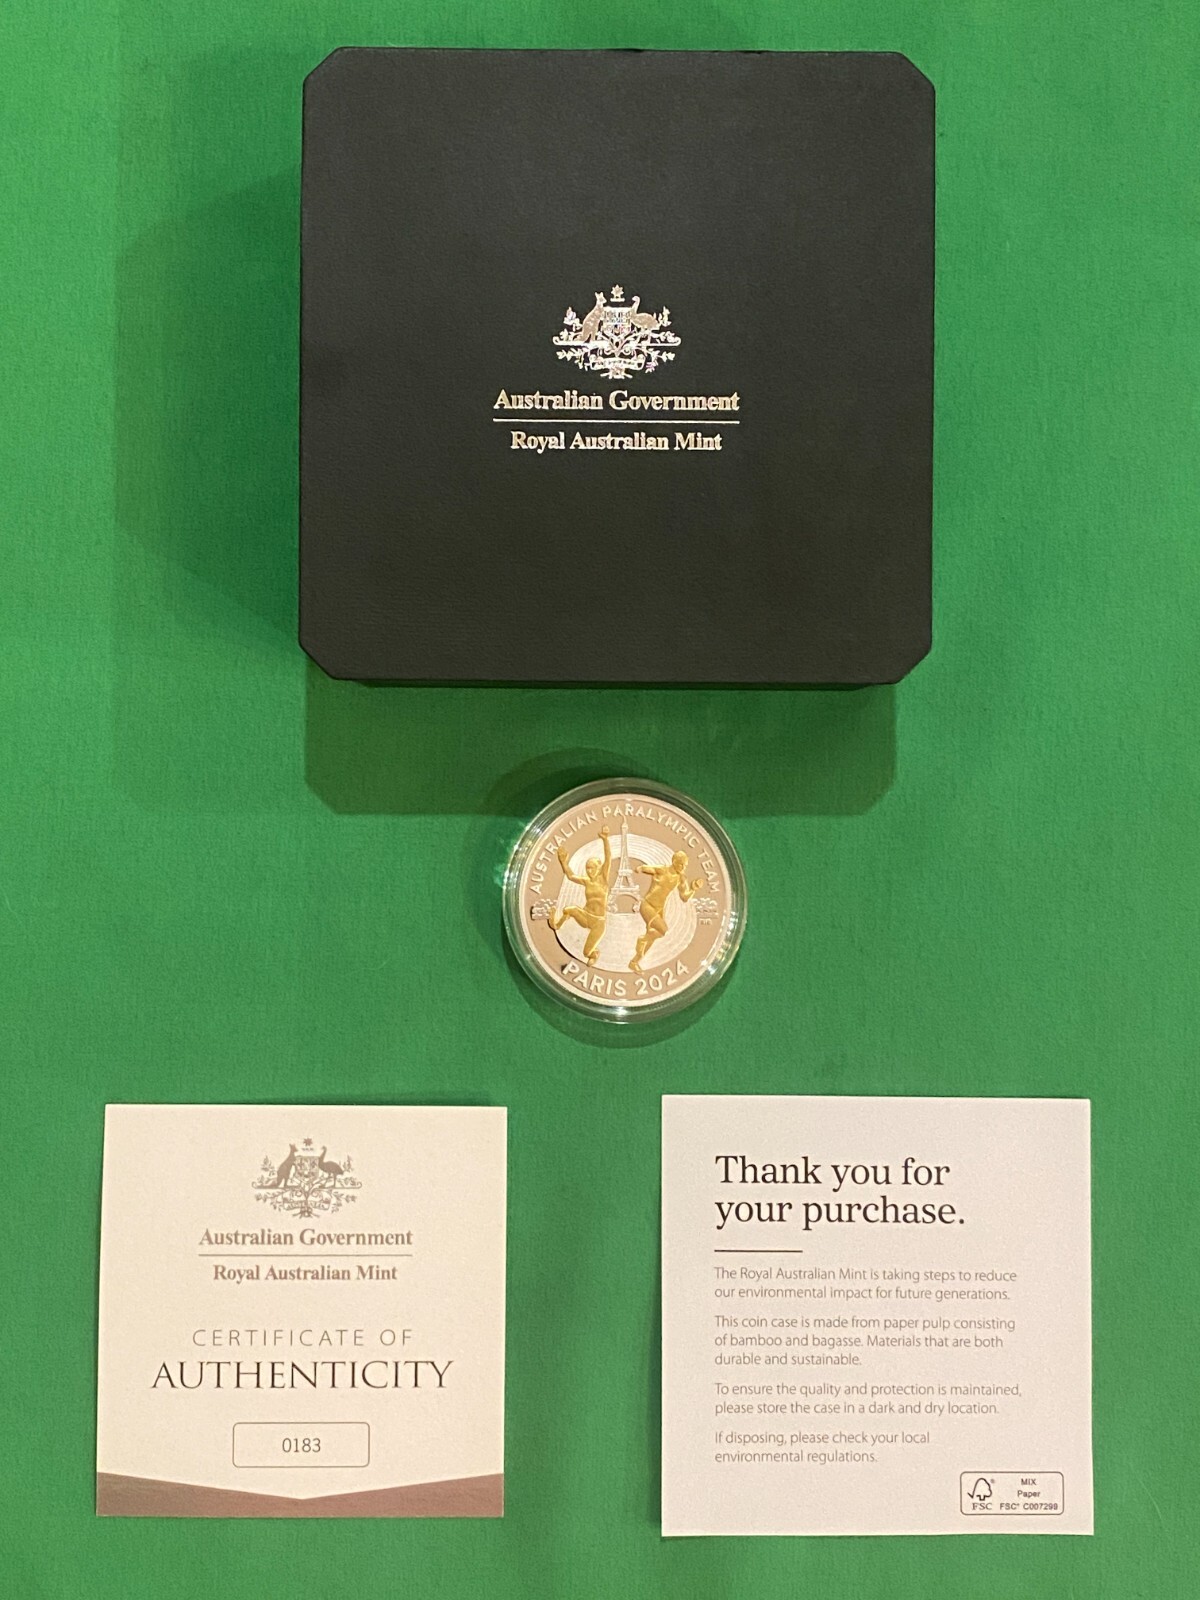 Australian Government
Royal Australian Mint
AUSTRALIAN PARALYMPIC TEAM
PARIS 2024
Australian Government
Royal Australian Mint
CERTIFICATE OF
AUTHENTICITY
0183
Thank you for
your purchase.
The Royal Australian Mint is taking steps to reduce
our environmental impact for future generations.
This coin case is made from paper pulp consisting
of bamboo and bagasse. Materials that are both
durable and sustainable.
To ensure the quality and protection is maintained,
please store the case in a dark and dry location.
If disposing, please check your local
environmental regulations.
FSC
MIX
Paper
FSC® C007299